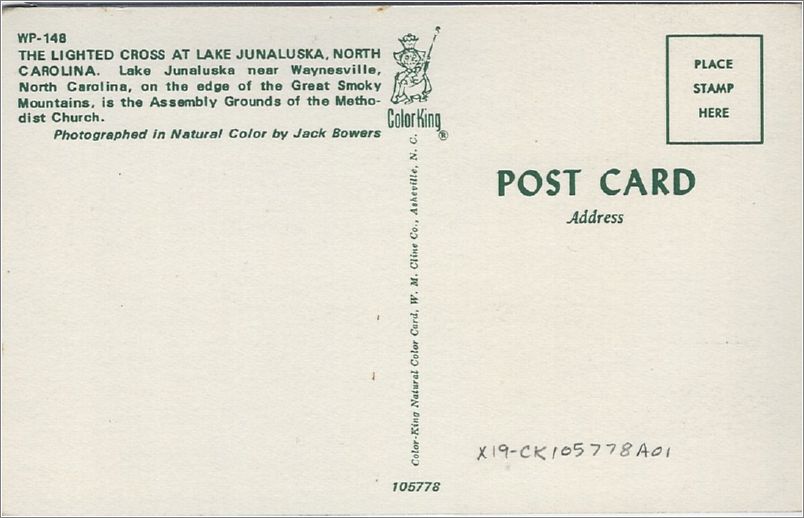 WP-148
THE LIGHTED CROSS AT LAKE JUNALUSKA, NORTH
CAROLINA. Lake Junaluska near Waynesville,
North Carolina, on the edge of the Great Smoky
Mountains, is the Assembly Grounds of the Metho-
dist Church.
Photographed in Natural Color by Jack Bowers
ColorKing®
Color-King Natural Color Card, W. M. Cline Co., Asheville, N. C.
105778
PLACE
STAMP
HERE
POST CARD
Address
X19-CK105778A01